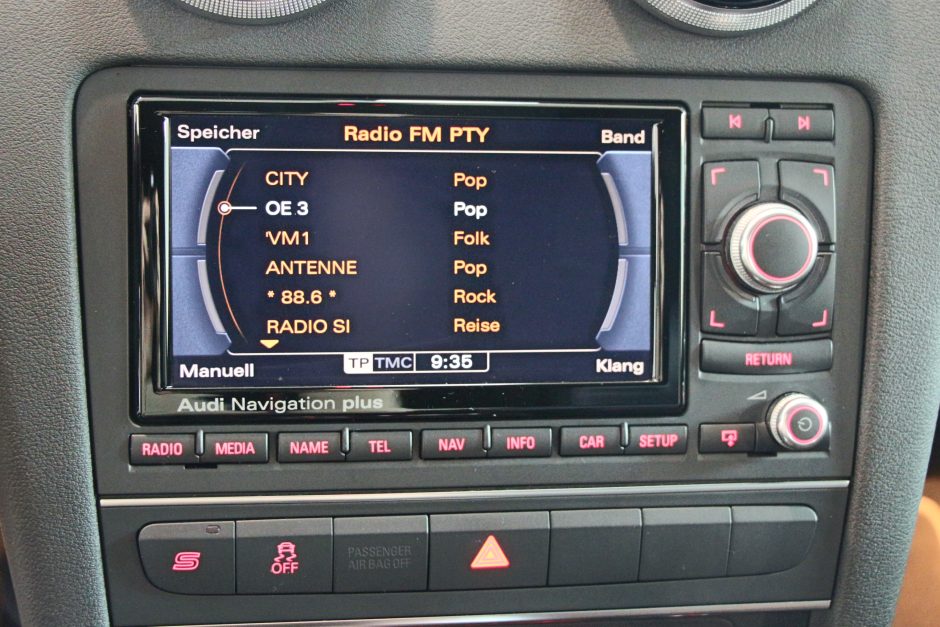 Speicher Radio FM PTY Band
CITY Pop
OE 3 Pop
'VM1 Folk
ANTENNE Pop
* 88.6 * Rock
RADIO SI Reise
Manuell TP TMC 9:35 Klang
Audi Navigation plus
RETURN
RADIO MEDIA NAME TEL NAV INFO CAR SETUP
S OFF PASSENGER
AIR BAG OFF